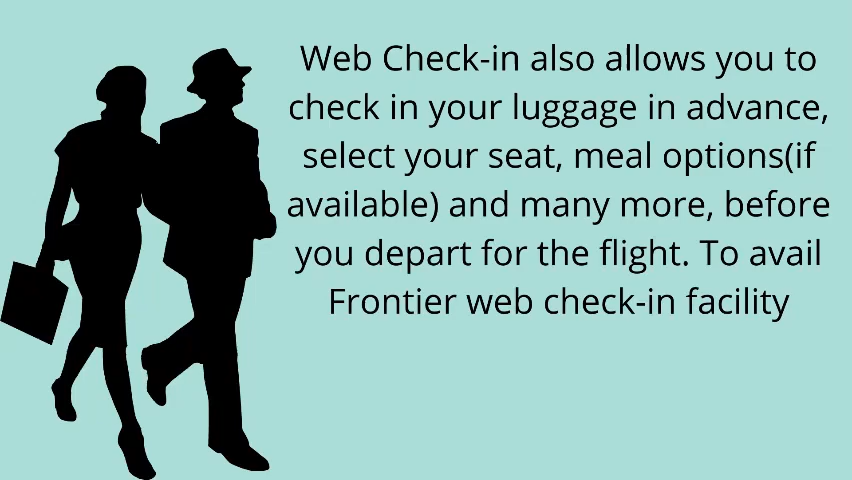 Web Check-in also allows you to
check in your luggage in advance,
select your seat, meal options(if
available) and many more, before
you depart for the flight. To avail
Frontier web check-in facility